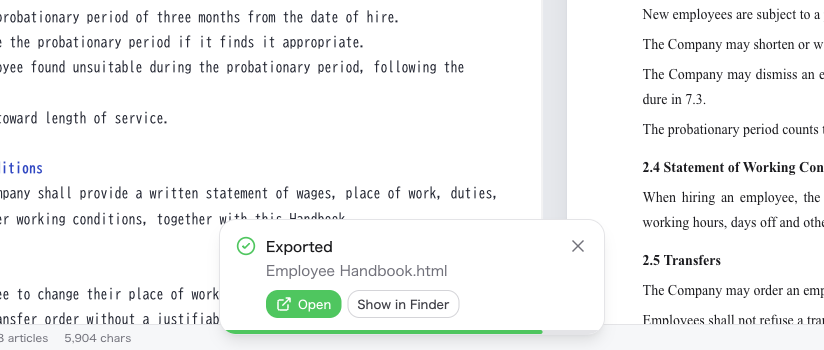 probationary period of three months from the date of hire.
e the probationary period if it finds it appropriate.
oyee found unsuitable during the probationary period, following the
toward length of service.
ditions
mpany shall provide a written statement of wages, place of work, duties,
er working conditions, together with this Handbook
ee to change their place of work
ansfer order without a justifiab
8 articles 5,904 chars
New employees are subject to a
The Company may shorten or w
The Company may dismiss an e
dure in 7.3.
The probationary period counts t
2.4 Statement of Working Con
When hiring an employee, the
working hours, days off and othe
2.5 Transfers
The Company may order an emp
Employees shall not refuse a tran
Exported
Employee Handbook.html
Open
Show in Finder